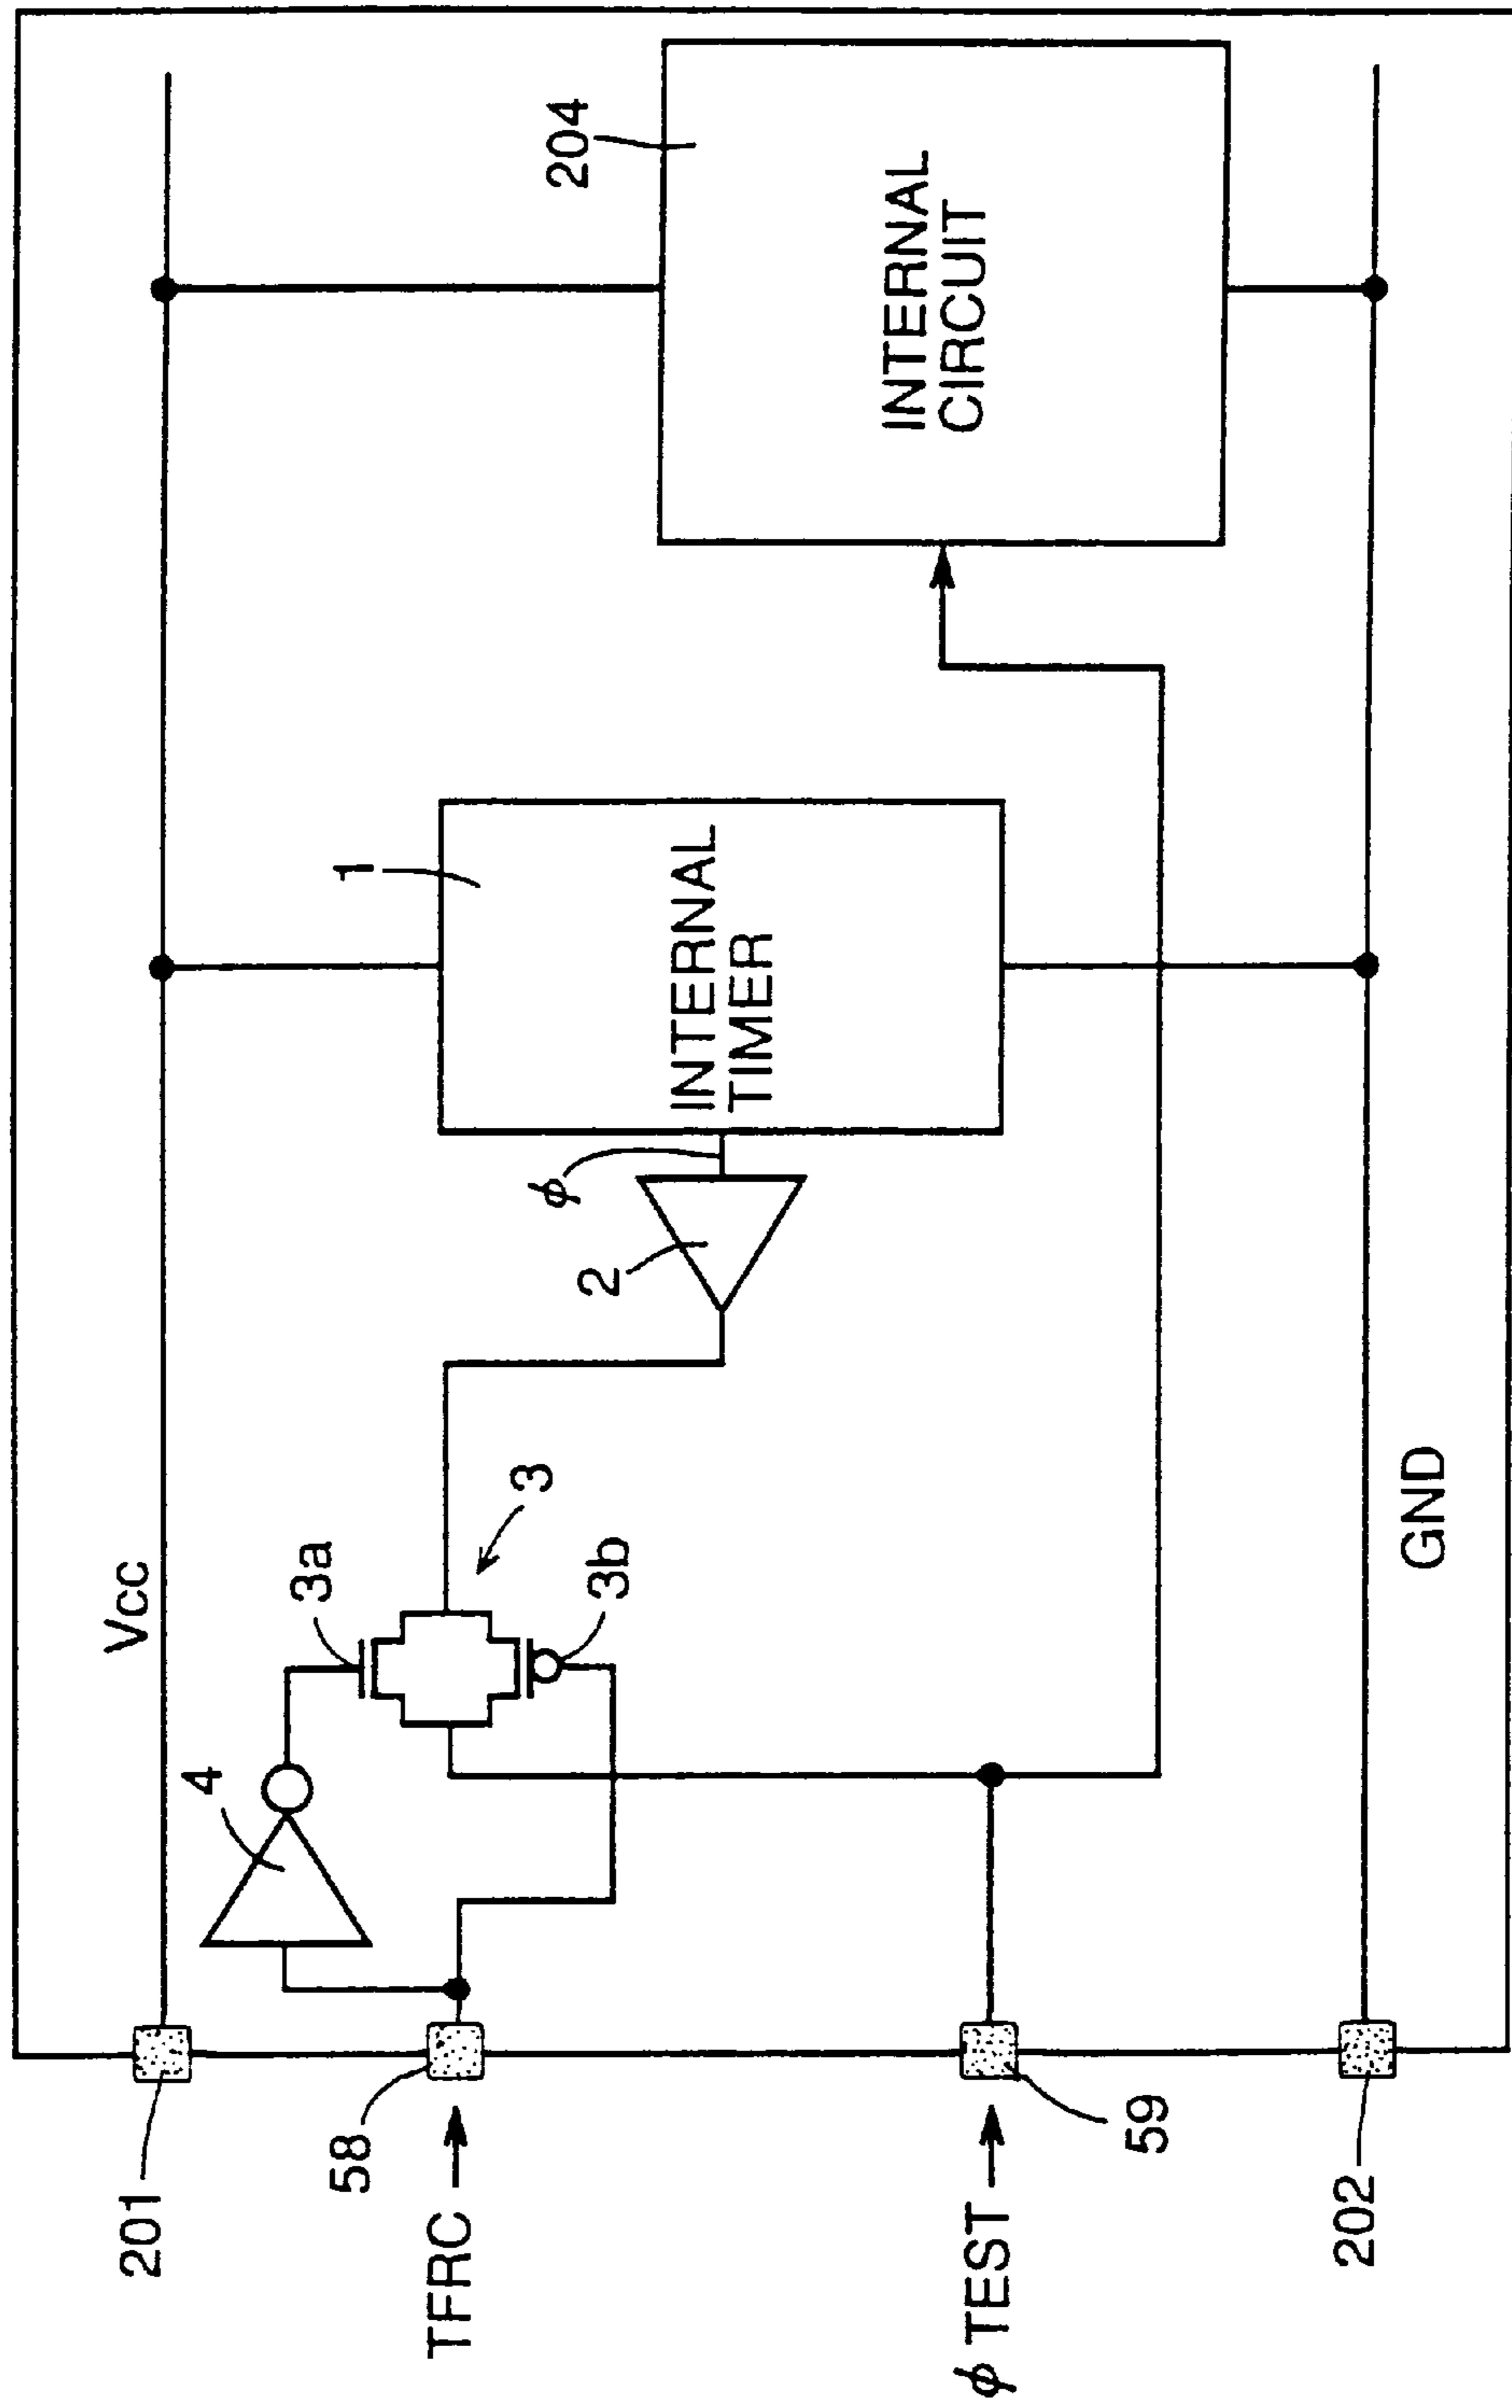 201
Vcc
4
3a
1
204
58
TFRC
3
3b
2
ϕ
INTERNAL
TIMER
INTERNAL
CIRCUIT
ϕ TEST
59
202
GND